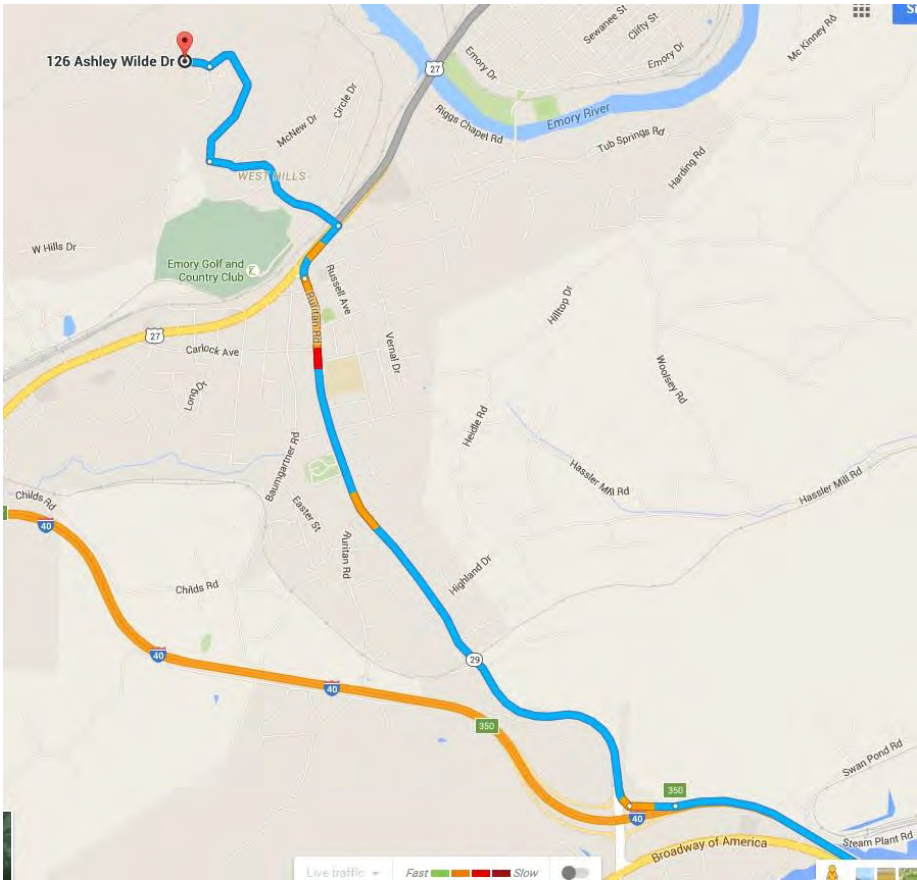 Sewanee St
Clifty St
Mc Kinney Rd
126 Ashley Wilde Dr
27
Emory Dr
Emory Dr
Circle Dr
McNew Dr
Riggs Chapel Rd
Emory River
Tub Springs Rd
Harding Rd
WEST HILLS
W Hills Dr
Emory Golf and
Country Club
Russell Ave
Ruritan Rd
Hilltop Dr
27
Carlock Ave
Vernal Dr
Long Dr
Woolsey Rd
Heidle Rd
Baumgartner Rd
Hassler Mill Rd
Hassler Mill Rd
Childs Rd
40
Easter St
Ruritan Rd
Highland Dr
Childs Rd
40
29
40
350
Swan Pond Rd
350
40
Steam Plant Rd
Broadway of America
Live traffic
Fast
Slow